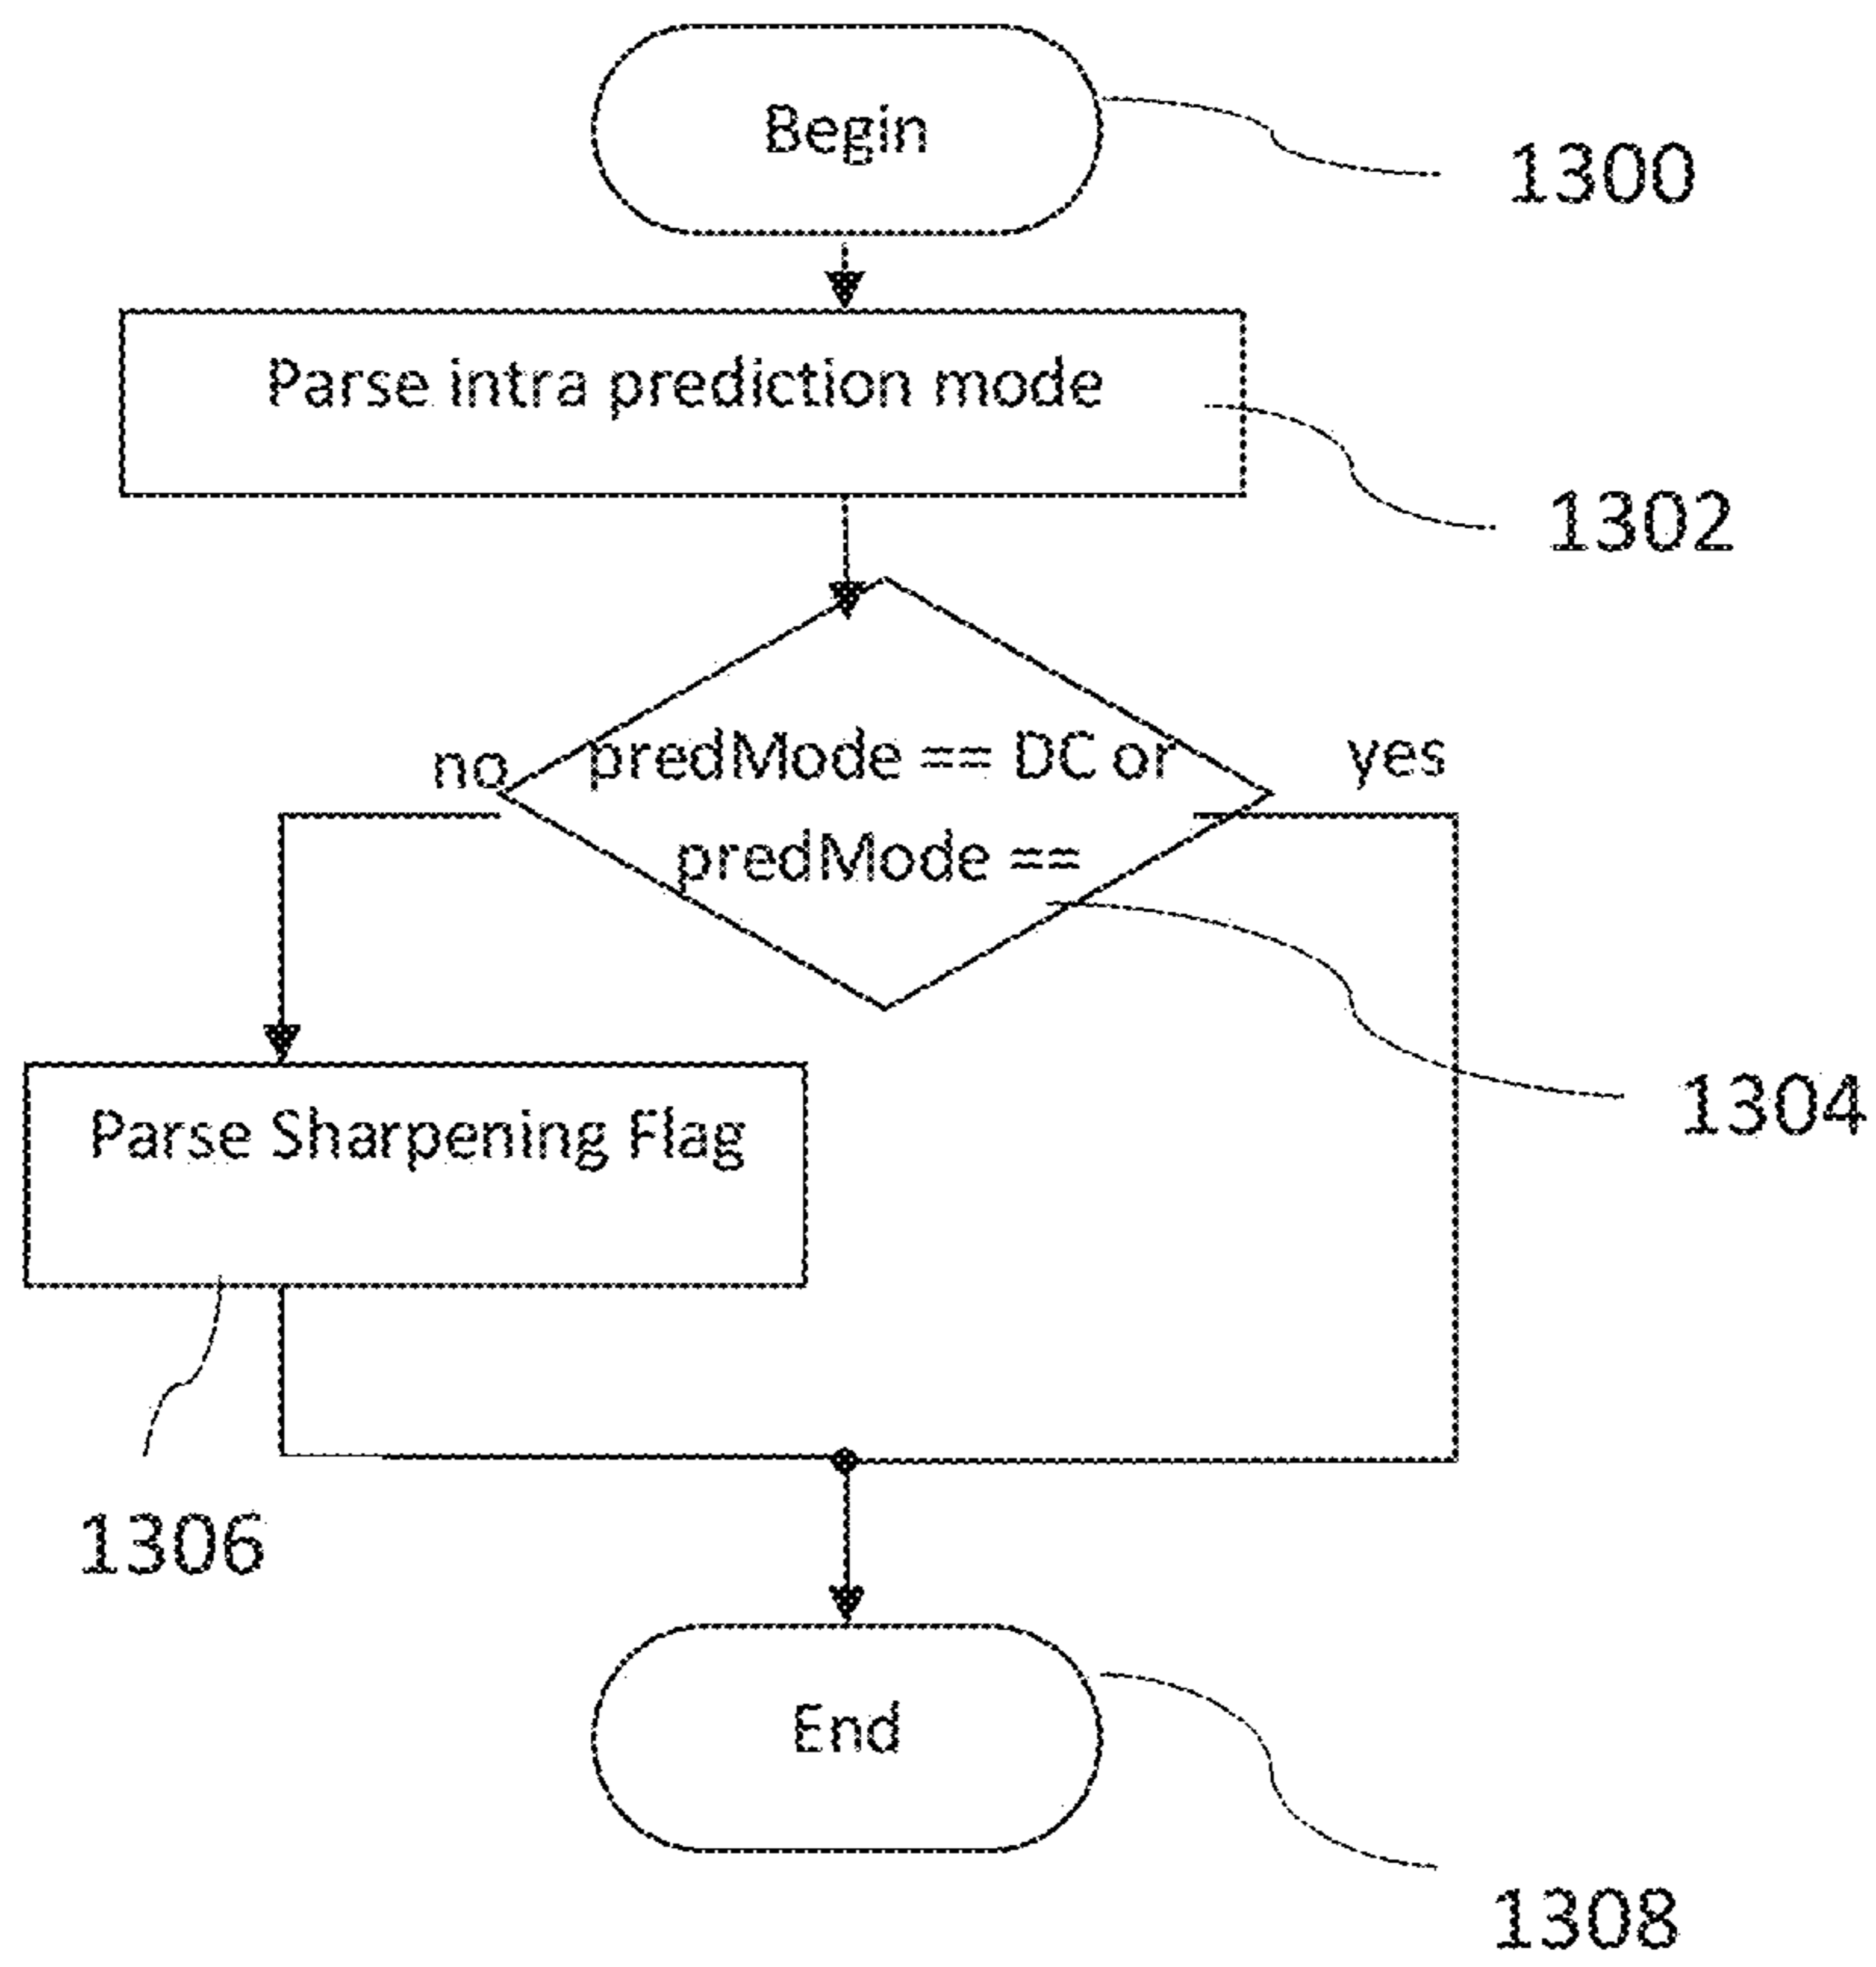 Begin
1300
Parse intra prediction mode
1302
no
predMode == DC or
predMode ==
yes
1304
Parse Sharpening Flag
1306
End
1308